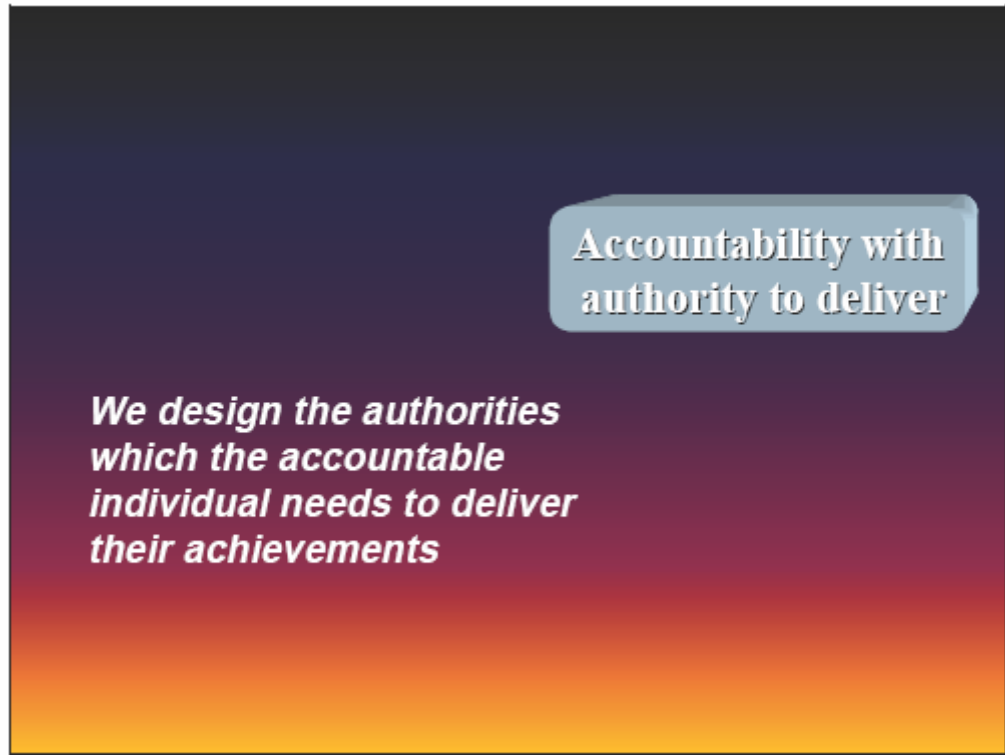 Accountability with
authority to deliver
We design the authorities
which the accountable
individual needs to deliver
their achievements